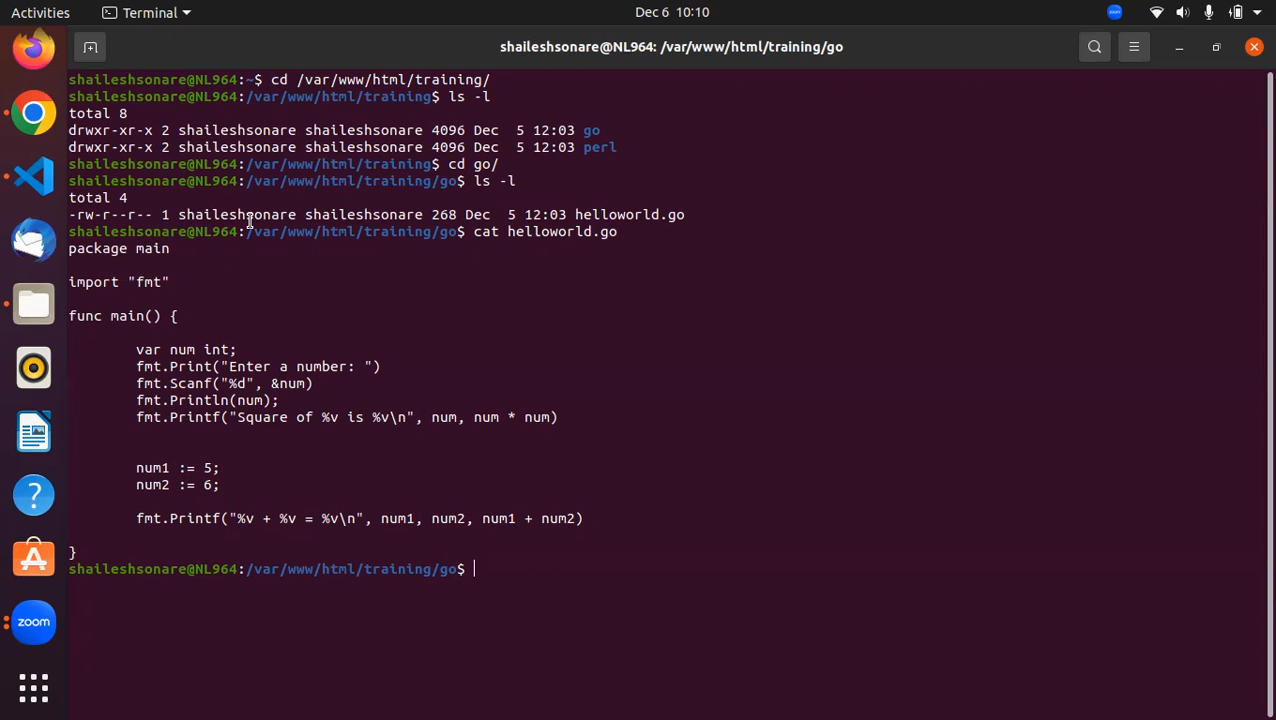 Activities Terminal Dec 6 10:10
shaileshsonare@NL964: /var/www/html/training/go
shaileshsonare@NL964:~$ cd /var/www/html/training/
shaileshsonare@NL964:/var/www/html/training$ ls -l
total 8
drwxr-xr-x 2 shaileshsonare shaileshsonare 4096 Dec  5 12:03 go
drwxr-xr-x 2 shaileshsonare shaileshsonare 4096 Dec  5 12:03 perl
shaileshsonare@NL964:/var/www/html/training$ cd go/
shaileshsonare@NL964:/var/www/html/training/go$ ls -l
total 4
-rw-r--r-- 1 shaileshsonare shaileshsonare 268 Dec  5 12:03 helloworld.go
shaileshsonare@NL964:/var/www/html/training/go$ cat helloworld.go
package main
import "fmt"
func main() {
        var num int;
        fmt.Print("Enter a number: ")
        fmt.Scanf("%d", &num)
        fmt.Println(num);
        fmt.Printf("Square of %v is %v\n", num, num * num)
        num1 := 5;
        num2 := 6;
        fmt.Printf("%v + %v = %v\n", num1, num2, num1 + num2)
}
shaileshsonare@NL964:/var/www/html/training/go$
zoom